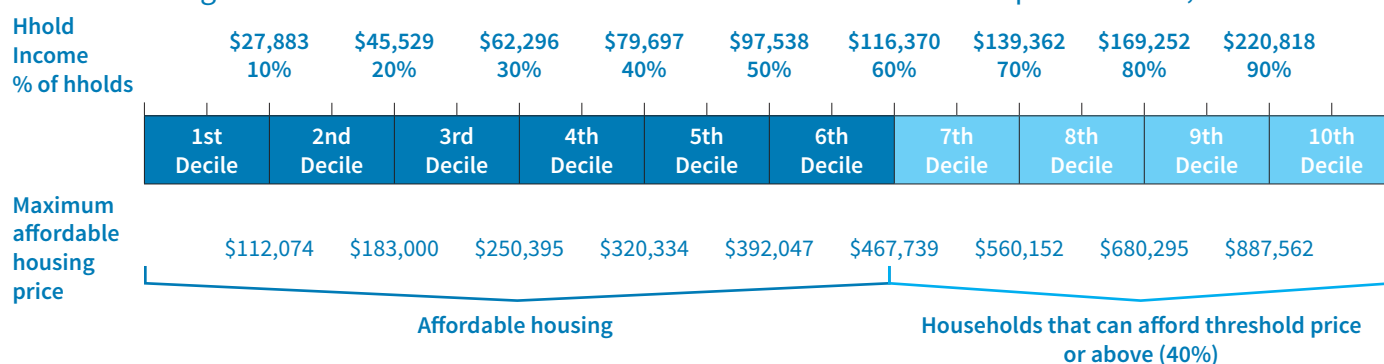 Hhold
Income
% of hholds
$27,883 $45,529 $62,296 $79,697 $97,538 $116,370 $139,362 $169,252 $220,818
10% 20% 30% 40% 50% 60% 70% 80% 90%
1st 2nd 3rd 4th 5th 6th 7th 8th 9th 10th
Decile Decile Decile Decile Decile Decile Decile Decile Decile Decile
Maximum
affordable
housing
price
$112,074 $183,000 $250,395 $320,334 $392,047 $467,739 $560,152 $680,295 $887,562
Affordable housing
Households that can afford threshold price
or above (40%)